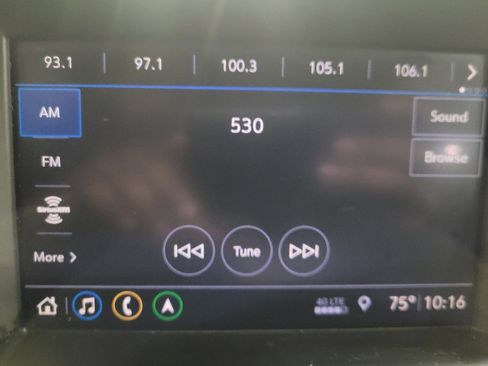 93.1 97.1 100.3 105.1 106.1
AM
530
Sound
FM
Browse
SiriusXM
More
Tune
4G LTE
75° 10:16